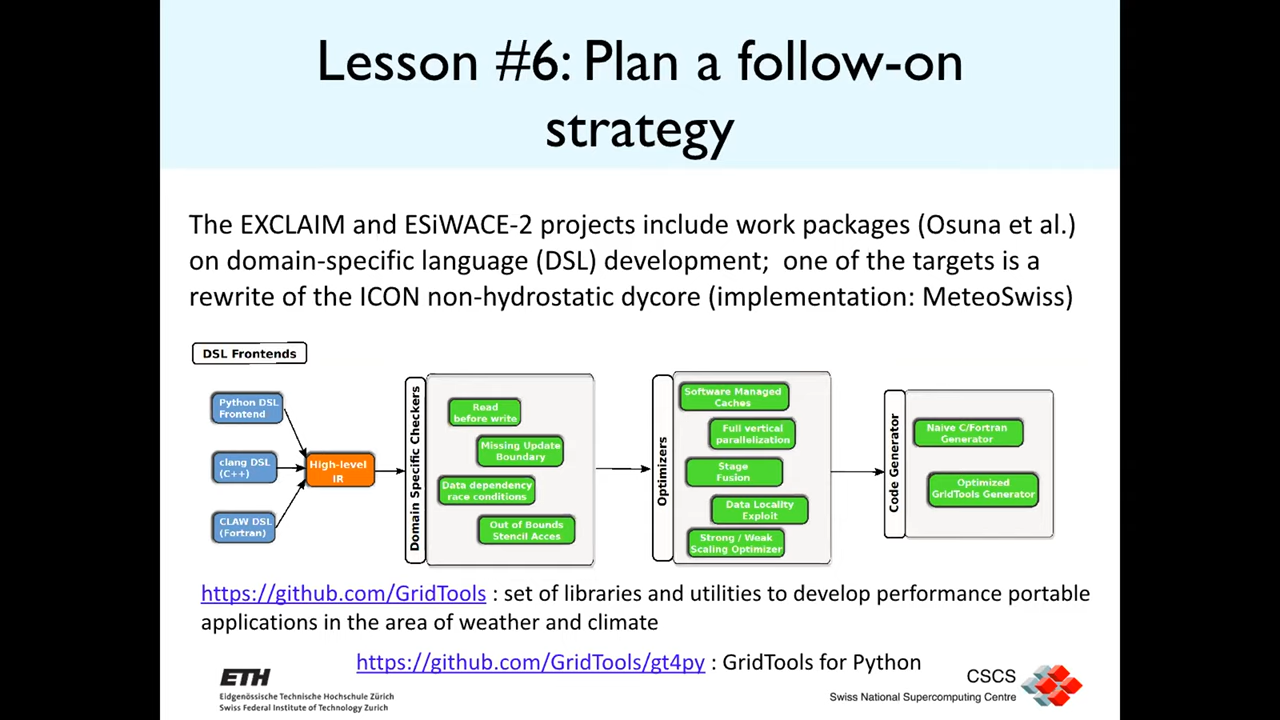 Lesson #6: Plan a follow-on
strategy
The EXCLAIM and ESiWACE-2 projects include work packages (Osuna et al.)
on domain-specific language (DSL) development;  one of the targets is a
rewrite of the ICON non-hydrostatic dycore (implementation: MeteoSwiss)
DSL Frontends
Python DSL
Frontend
clang DSL
(C++)
CLAW DSL
(Fortran)
High-level
IR
Domain Specific Checkers
Read
before write
Missing Update
Boundary
Data dependency
race conditions
Out of Bounds
Stencil Acces
Optimizers
Software Managed
Caches
Full vertical
parallelization
Stage
Fusion
Data Locality
Exploit
Strong / Weak
Scaling Optimizer
Code Generator
Naive C/Fortran
Generator
Optimized
GridTools Generator
https://github.com/GridTools : set of libraries and utilities to develop performance portable
applications in the area of weather and climate
https://github.com/GridTools/gt4py : GridTools for Python
ETH
Eidgenössische Technische Hochschule Zürich
Swiss Federal Institute of Technology Zurich
CSCS
Swiss National Supercomputing Centre